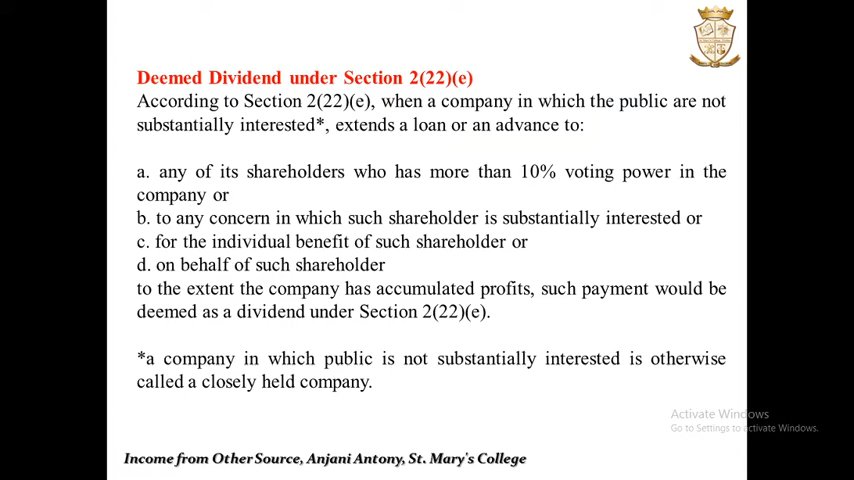 Deemed Dividend under Section 2(22)(e)
According to Section 2(22)(e), when a company in which the public are not
substantially interested*, extends a loan or an advance to:
a. any of its shareholders who has more than 10% voting power in the
company or
b. to any concern in which such shareholder is substantially interested or
c. for the individual benefit of such shareholder or
d. on behalf of such shareholder
to the extent the company has accumulated profits, such payment would be
deemed as a dividend under Section 2(22)(e).
*a company in which public is not substantially interested is otherwise
called a closely held company.
Activate Windows
Go to Settings to activate Windows.
Income from Other Source, Anjani Antony, St. Mary's College